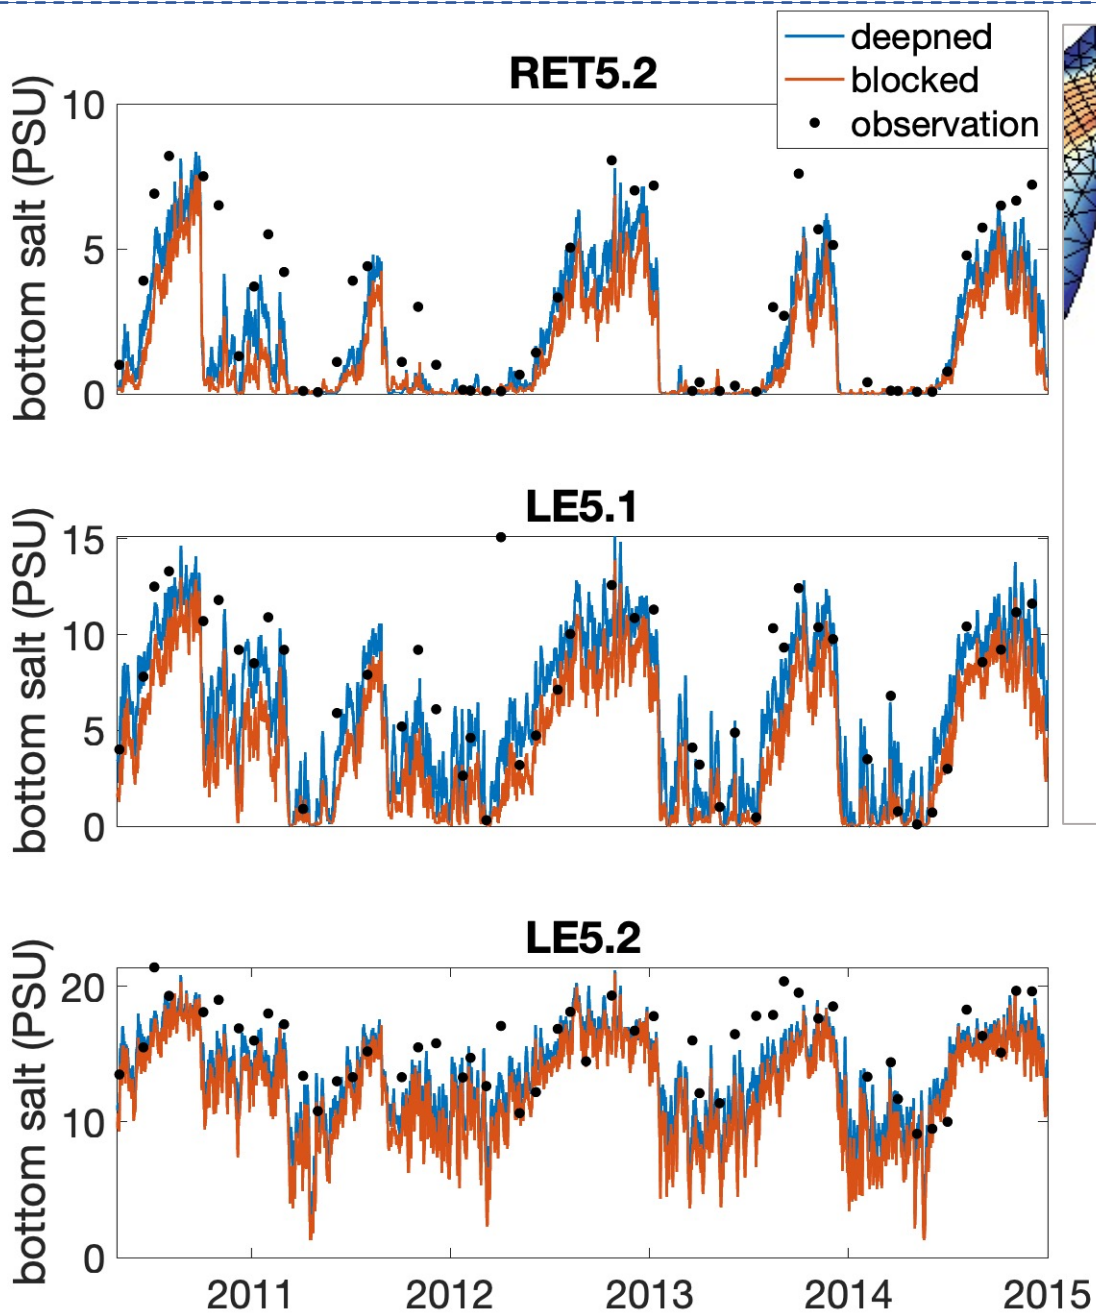 deepned
blocked
observation
RET5.2
bottom salt (PSU)
10
5
0
LE5.1
bottom salt (PSU)
15
10
5
0
LE5.2
bottom salt (PSU)
20
10
0
2011 2012 2013 2014 2015